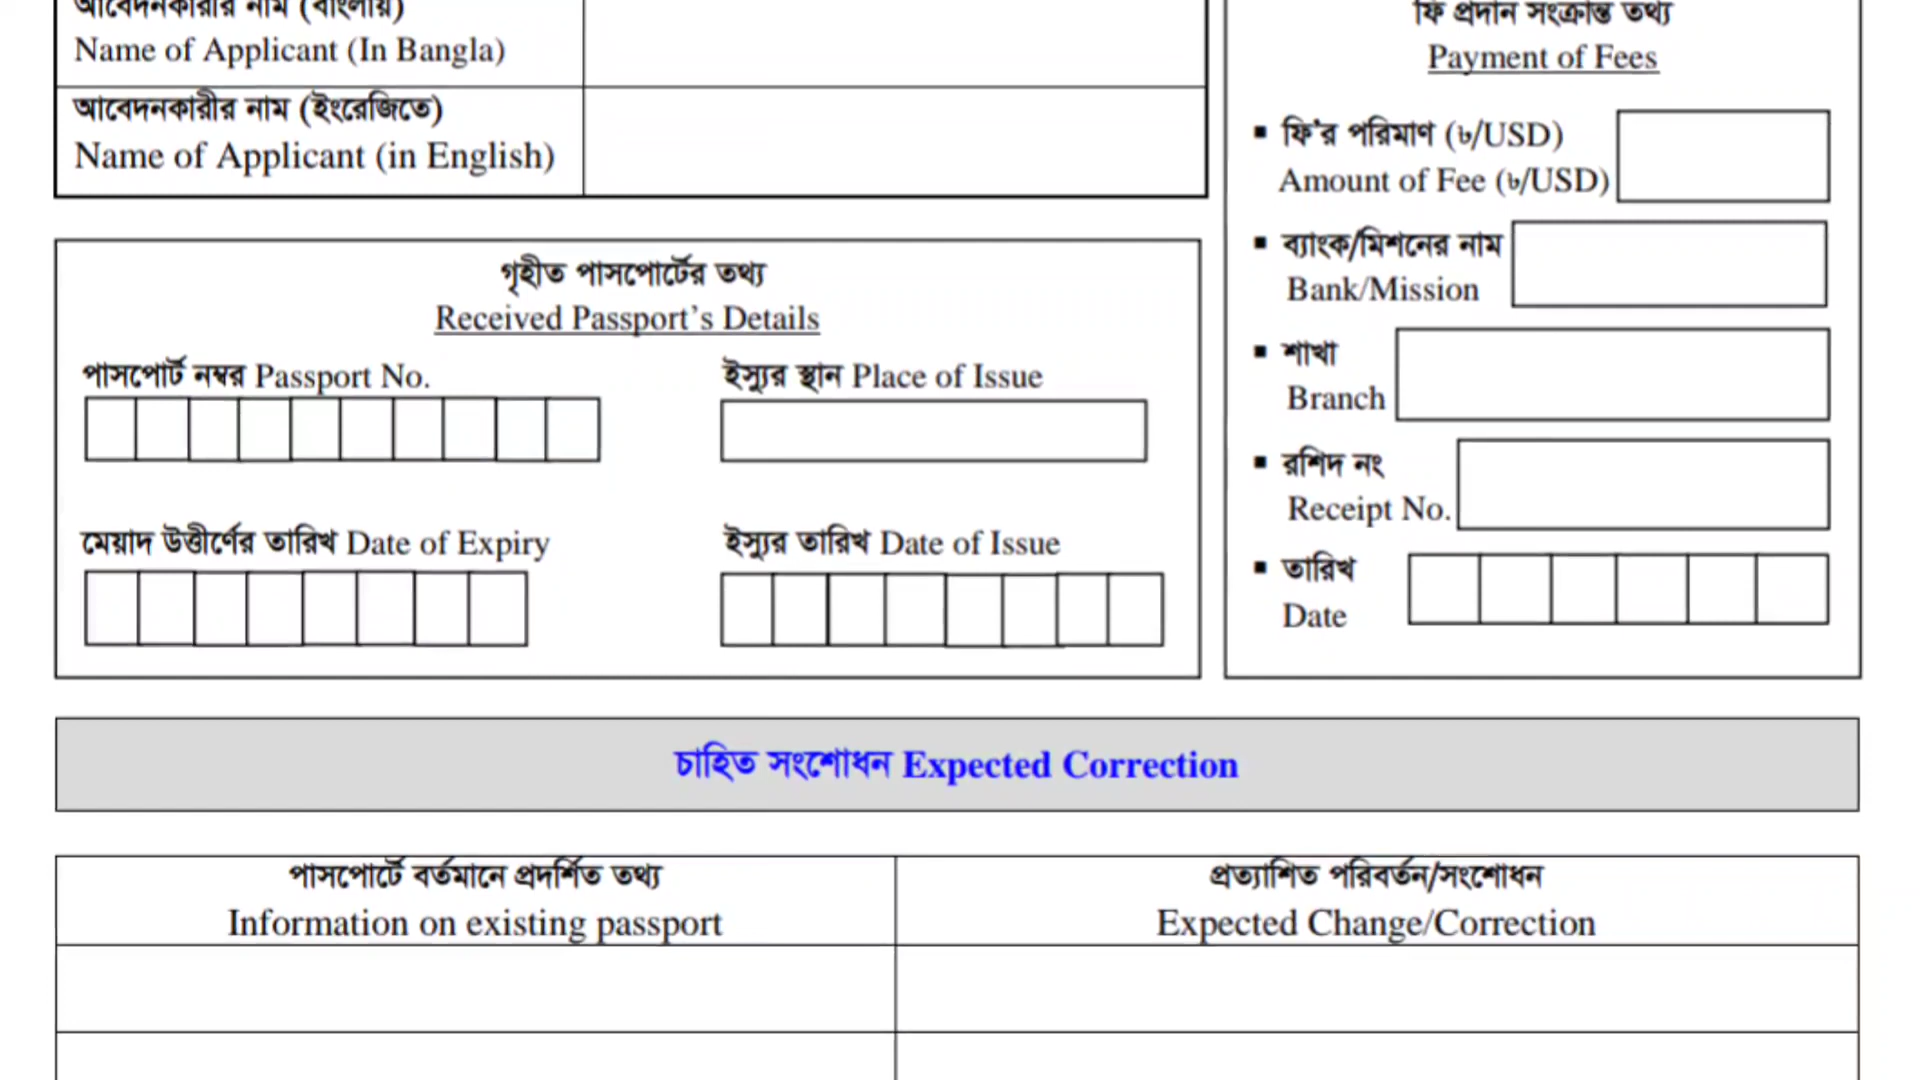 আবেদনকারীর নাম (বাংলায়)
Name of Applicant (In Bangla)
আবেদনকারীর নাম (ইংরেজিতে)
Name of Applicant (in English)
গৃহীত পাসপোর্টের তথ্য
Received Passport’s Details
পাসপোর্ট নম্বর Passport No.
ইস্যুর স্থান Place of Issue
মেয়াদ উত্তীর্ণের তারিখ Date of Expiry
ইস্যুর তারিখ Date of Issue
ফি প্রদান সংক্রান্ত তথ্য
Payment of Fees
▪ ফি’র পরিমাণ (৳/USD)
Amount of Fee (৳/USD)
▪ ব্যাংক/মিশনের নাম
Bank/Mission
▪ শাখা
Branch
▪ রশিদ নং
Receipt No.
▪ তারিখ
Date
চাহিত সংশোধন Expected Correction
পাসপোর্টে বর্তমানে প্রদর্শিত তথ্য
Information on existing passport
প্রত্যাশিত পরিবর্তন/সংশোধন
Expected Change/Correction